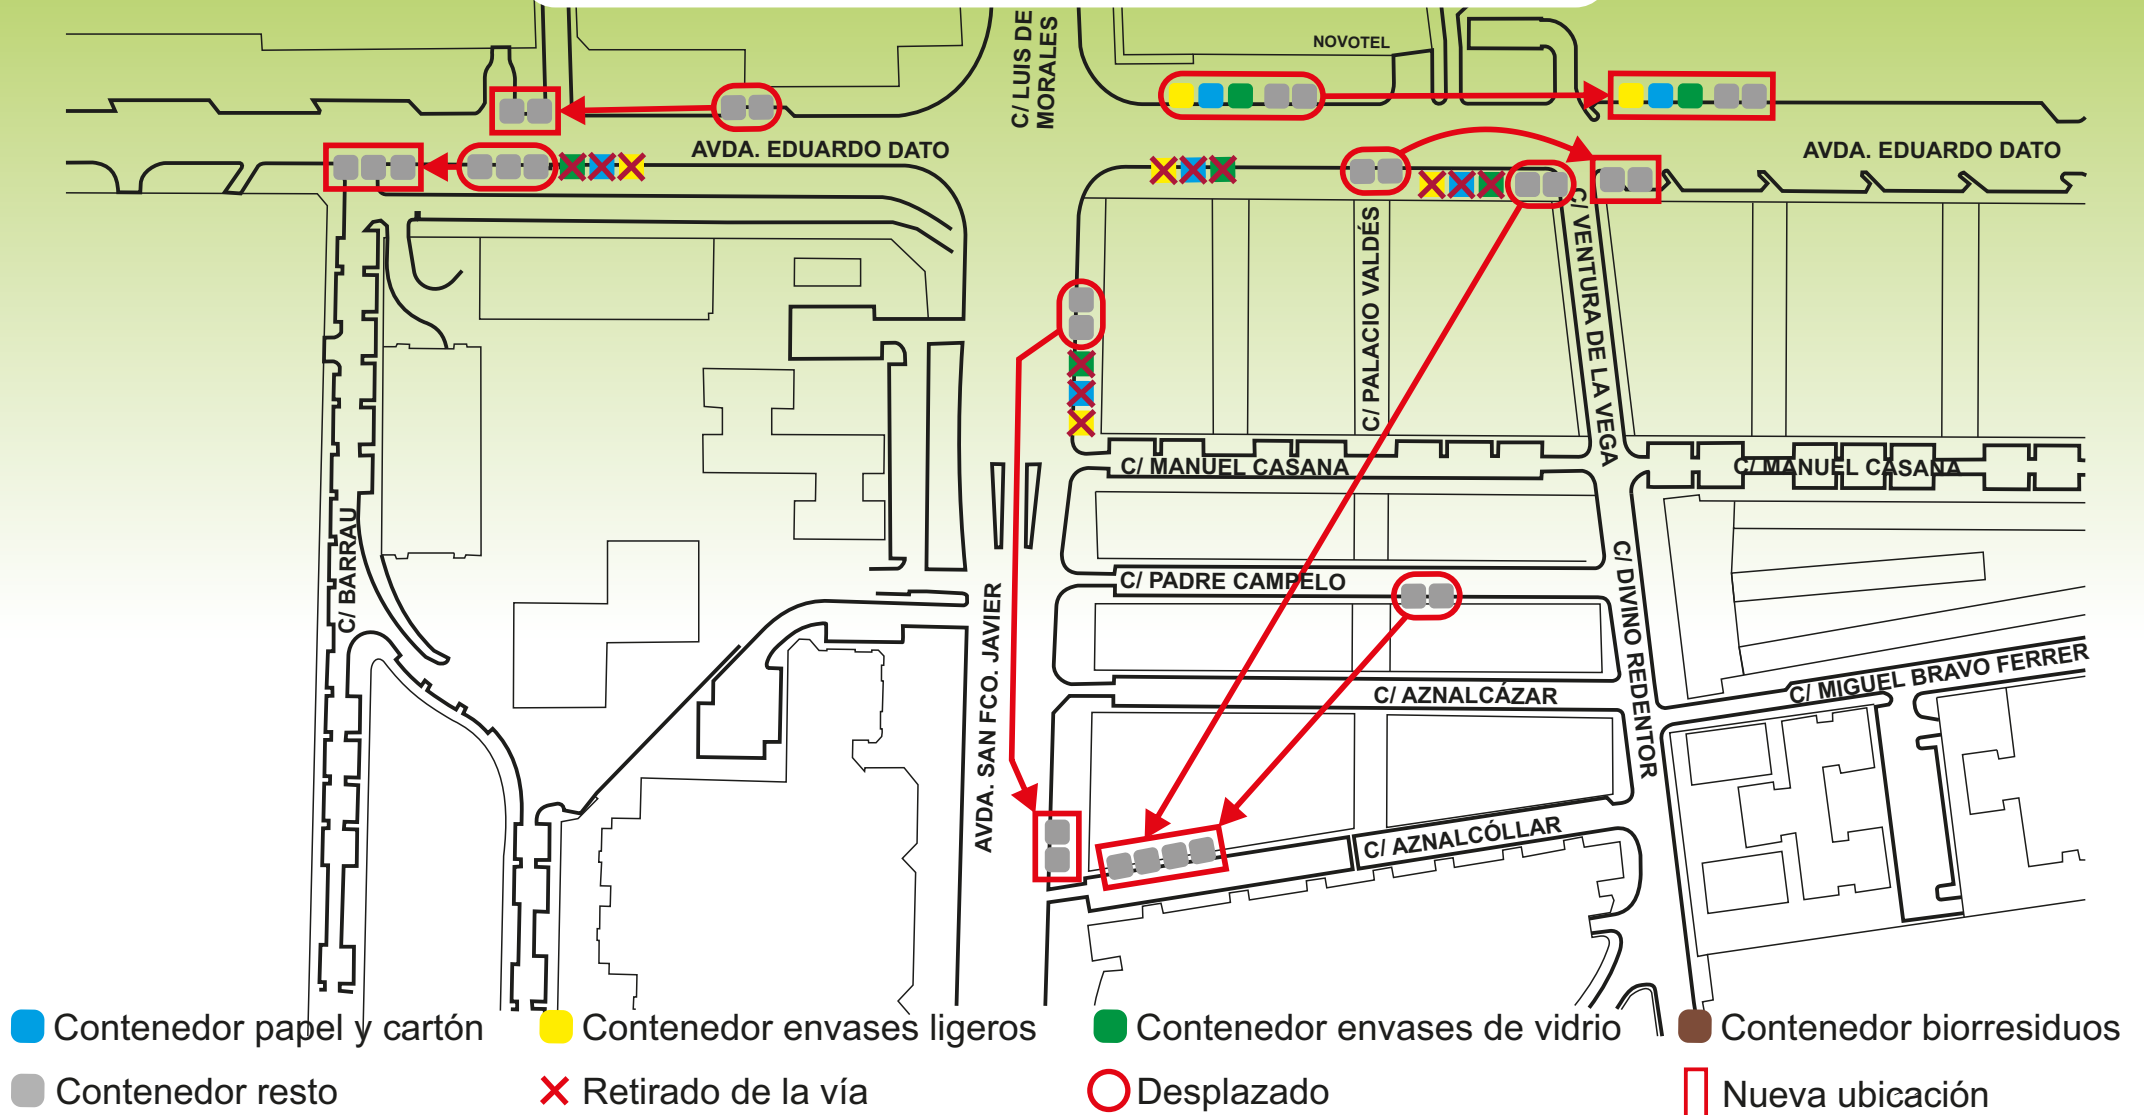 C/ LUIS DE
MORALES
NOVOTEL
AVDA. EDUARDO DATO
AVDA. EDUARDO DATO
C/ PALACIO VALDÉS
C/ VENTURA DE LA VEGA
C/ MANUEL CASANA
C/ MANUEL CASANA
C/ BARRAU
C/ PADRE CAMPELO
C/ DIVINO REDENTOR
AVDA. SAN FCO. JAVIER
C/ AZNALCÁZAR
C/ MIGUEL BRAVO FERRER
C/ AZNALCÓLLAR
Contenedor papel y cartón
Contenedor envases ligeros
Contenedor envases de vidrio
Contenedor biorresiduos
Contenedor resto
Retirado de la vía
Desplazado
Nueva ubicación